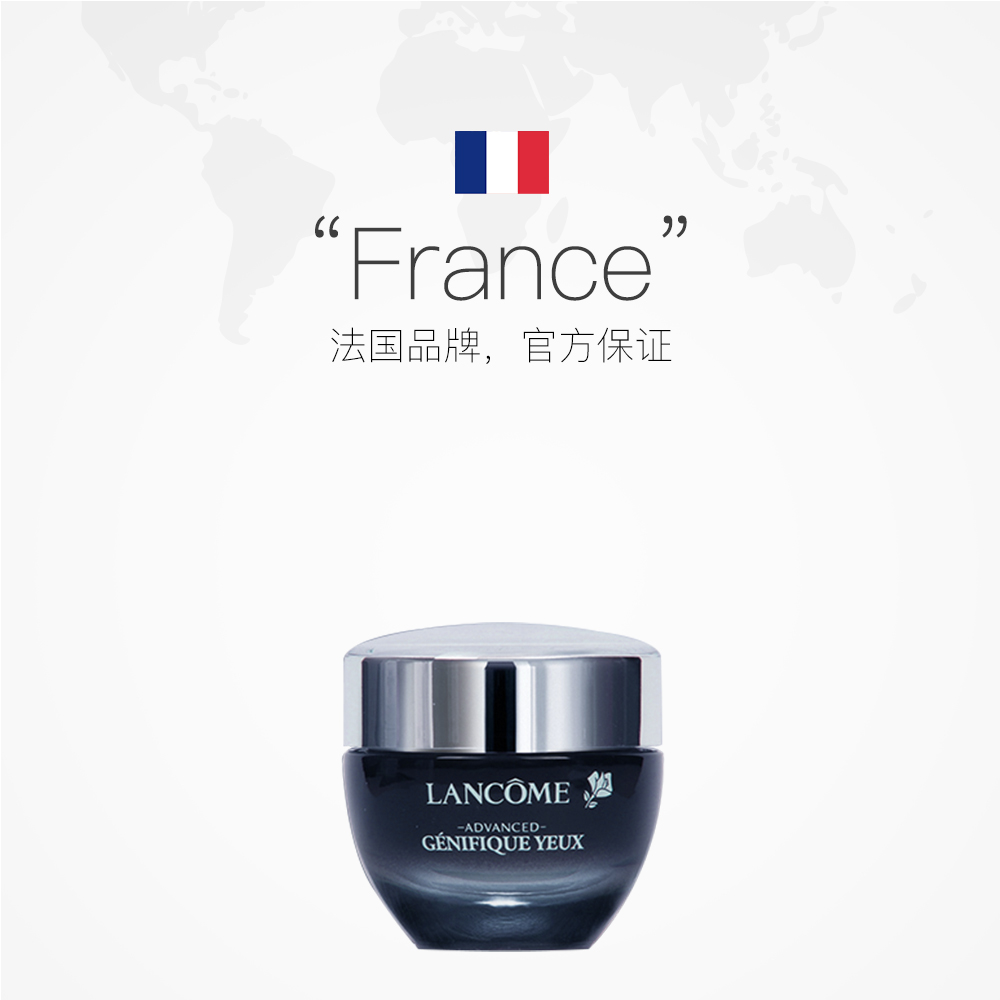 “France”
法国品牌，官方保证
LANCÔME
-ADVANCED-
GÉNIFIQUE YEUX